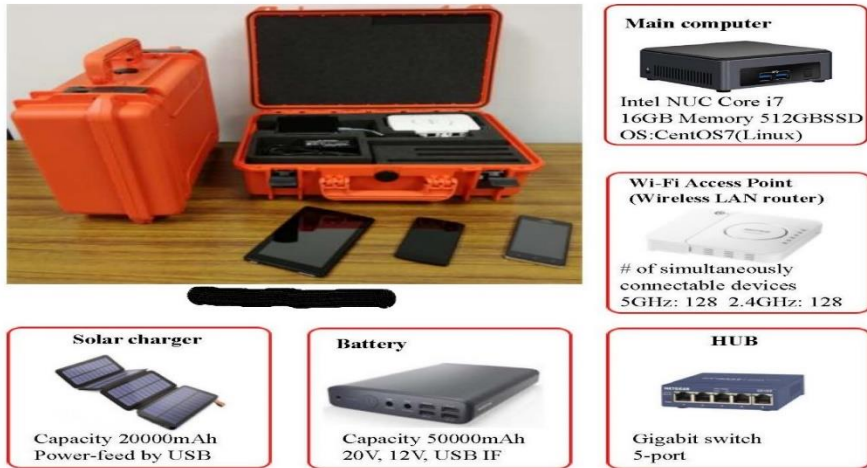 Main computer
Intel NUC Core i7
16GB Memory 512GBSSD
OS:CentOS7(Linux)
Wi-Fi Access Point
(Wireless LAN router)
# of simultaneously
connectable devices
5GHz: 128 2.4GHz: 128
Solar charger
Capacity 20000mAh
Power-feed by USB
Battery
Capacity 50000mAh
20V, 12V, USB IF
HUB
NETGEAR
Gigabit switch
5-port